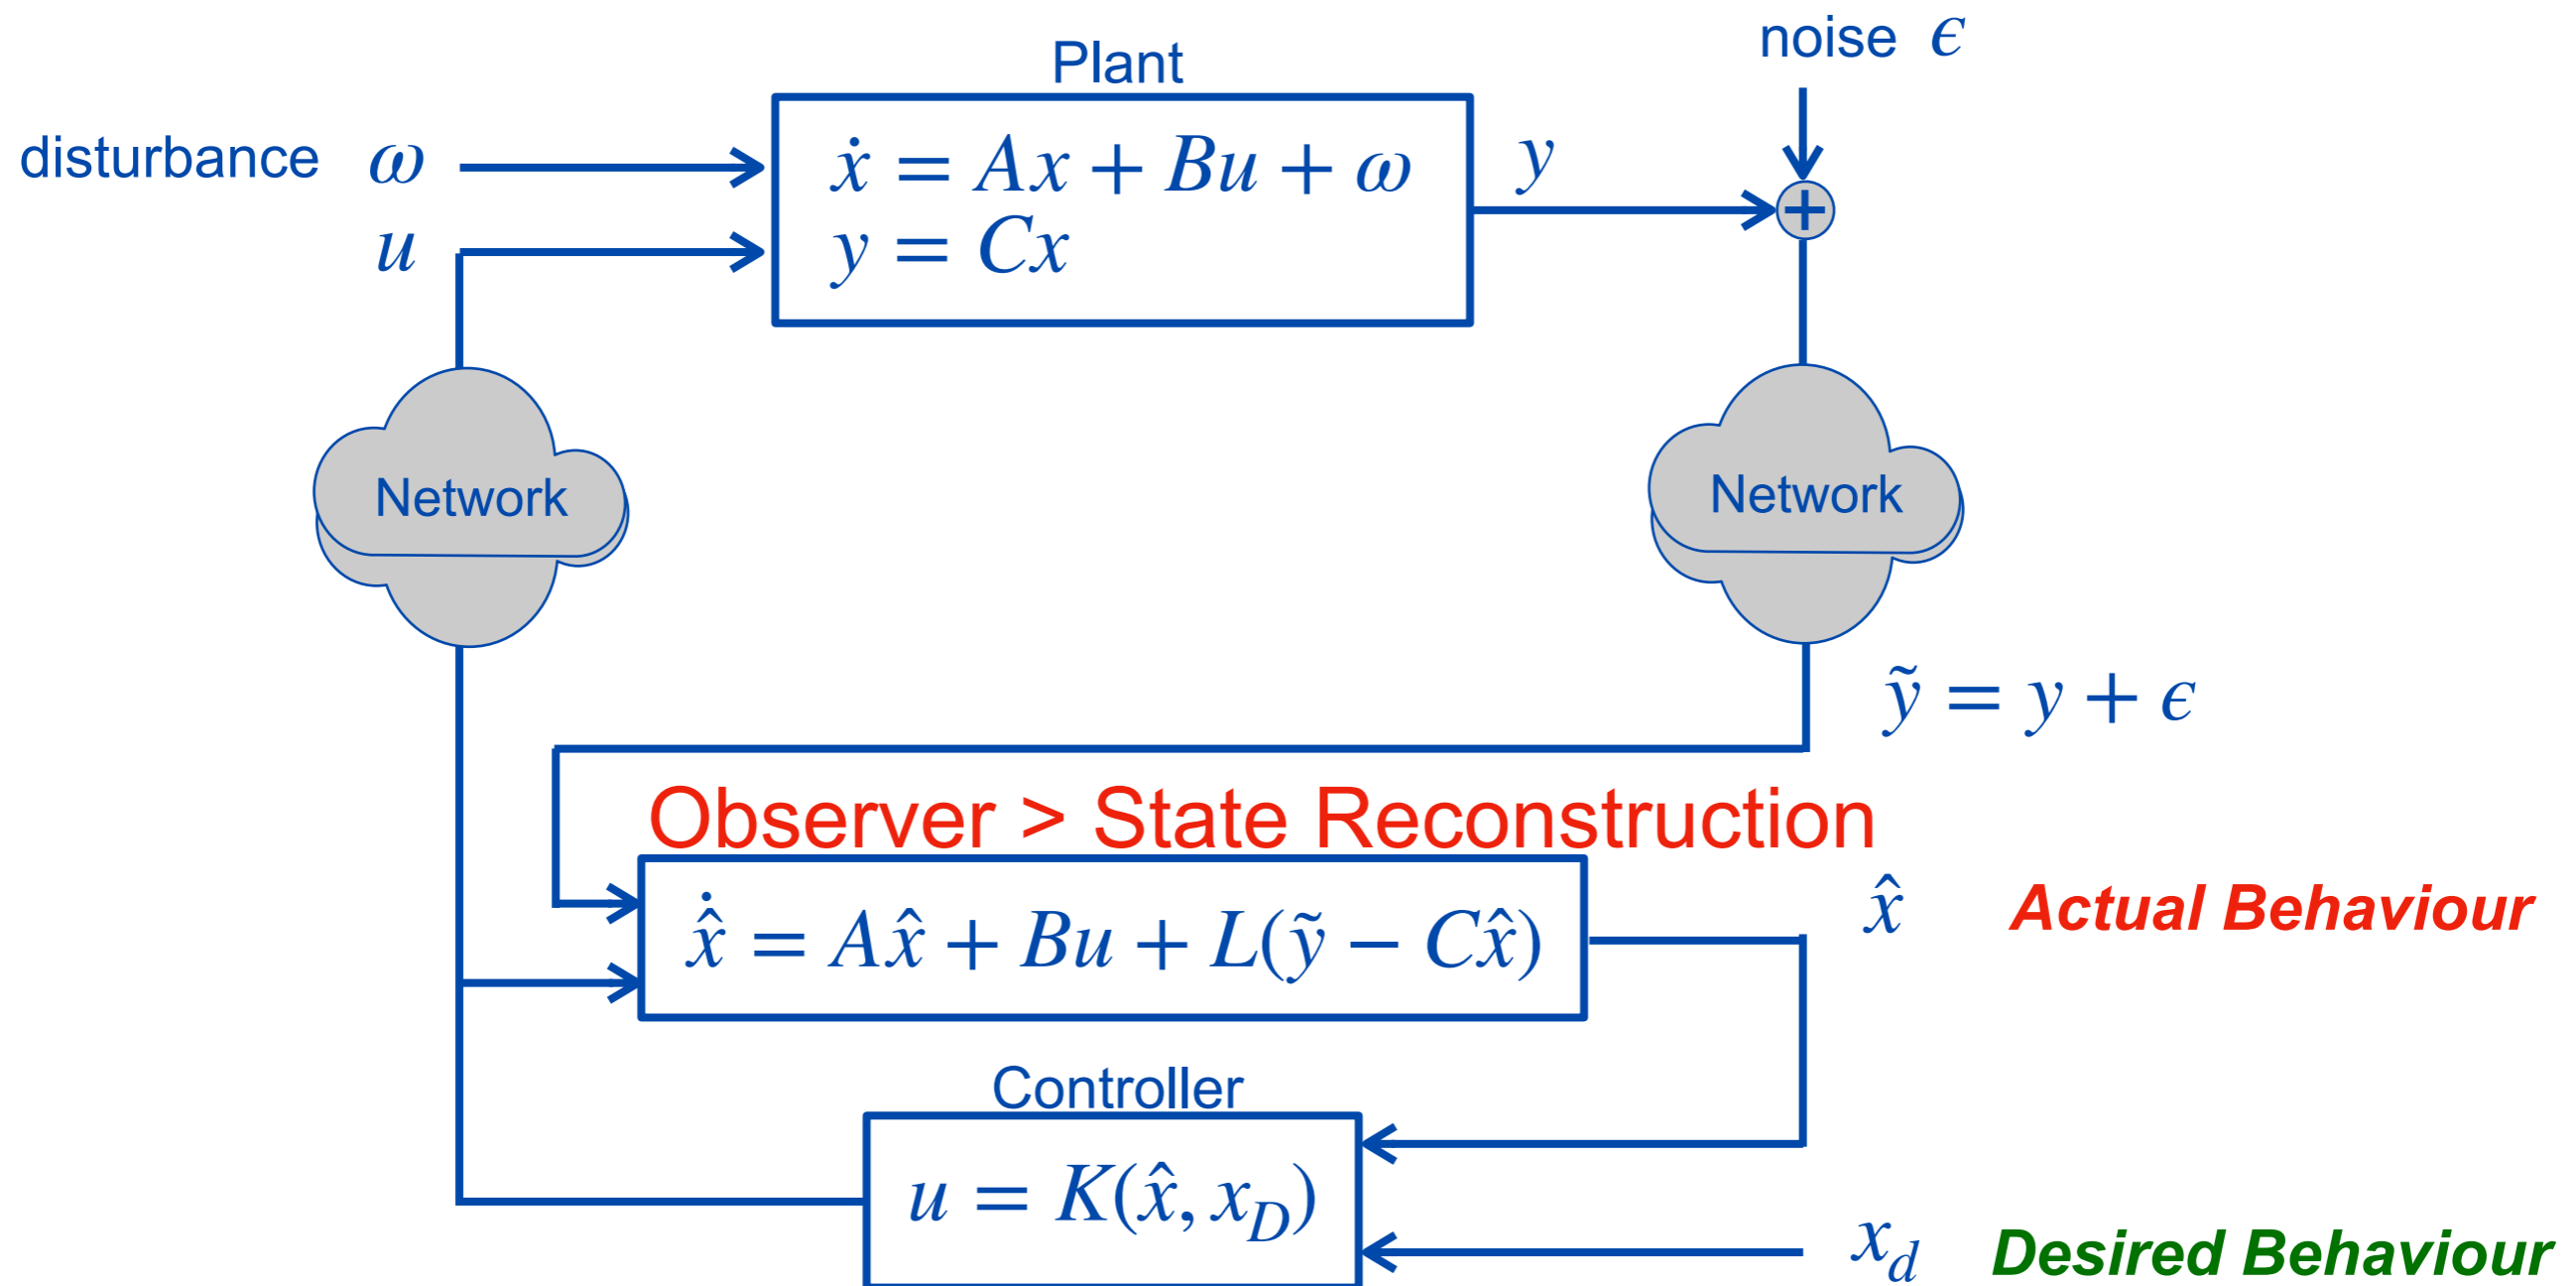 Plant
noise ϵ
disturbance ω
u
ẋ = Ax + Bu + ω
y = Cx
y
+
Network
Network
ỹ = y + ϵ
Observer > State Reconstruction
x̂̇ = Ax̂ + Bu + L(ỹ − Cx̂)
x̂ Actual Behaviour
Controller
u = K(x̂, x_D)
x_d Desired Behaviour